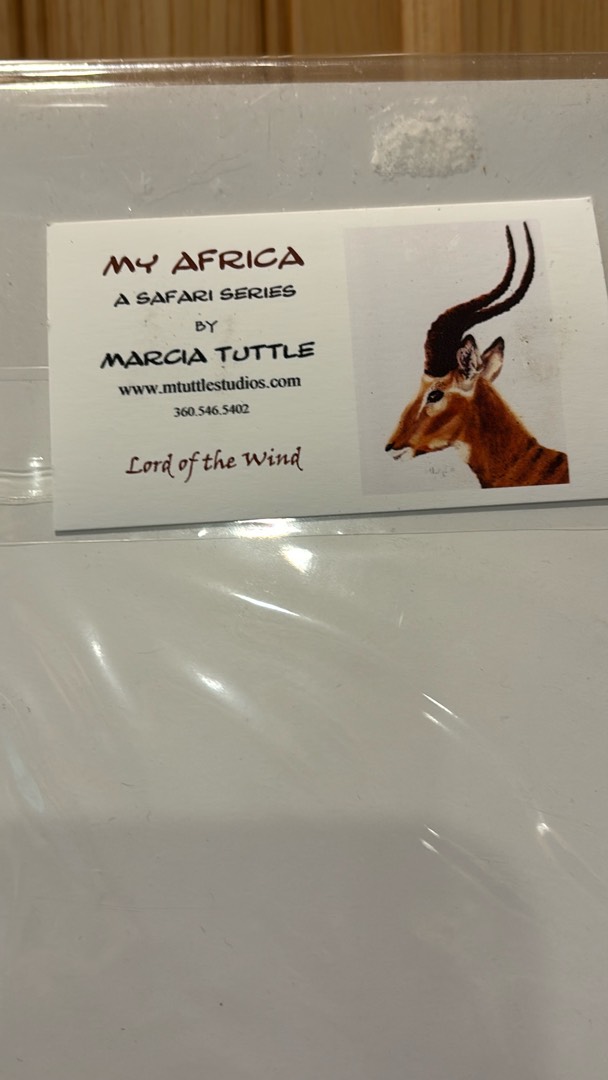 MY AFRICA
A SAFARI SERIES
BY
MARCIA TUTTLE
www.mtuttlestudios.com
360.546.5402
Lord of the Wind